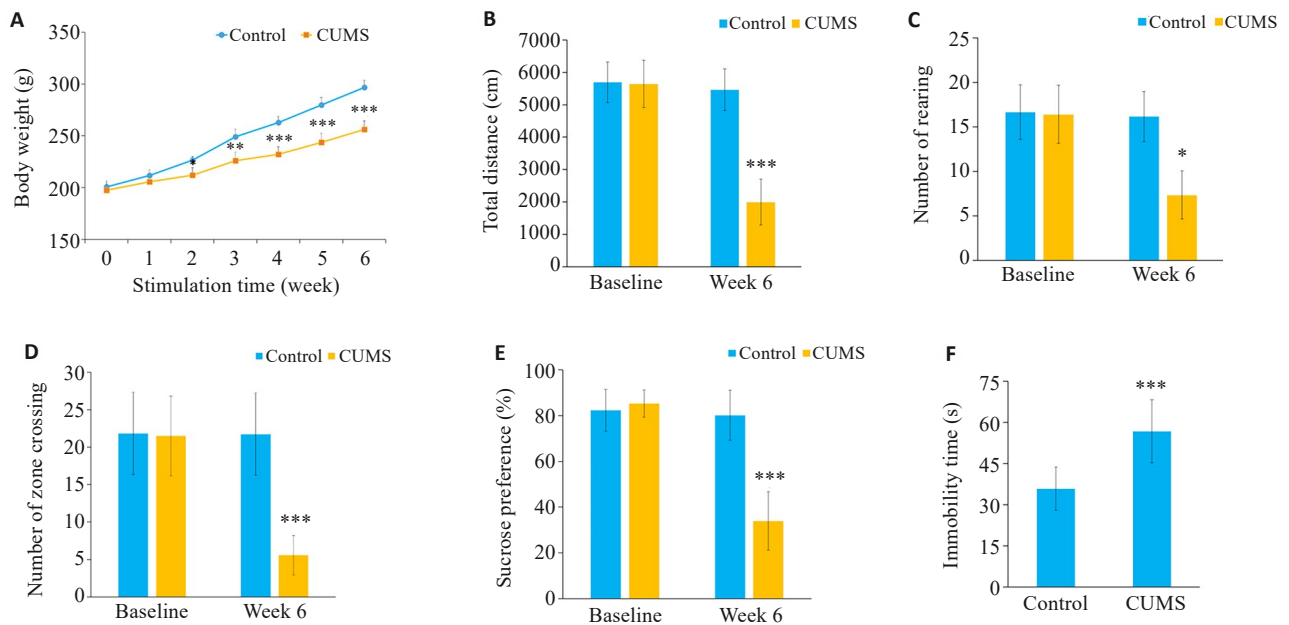 A
Control CUMS
350
300
250
200
150
Body weight (g)
* ** *** *** ***
0 1 2 3 4 5 6
Stimulation time (week)
B
Control CUMS
7000
6000
5000
4000
3000
2000
1000
0
Total distance (cm)
***
Baseline Week 6
C
Control CUMS
25
20
15
10
5
0
Number of rearing
*
Baseline Week 6
D
Control CUMS
30
25
20
15
10
5
0
Number of zone crossing
***
Baseline Week 6
E
Control CUMS
100
80
60
40
20
0
Sucrose preference (%)
***
Baseline Week 6
F
75
60
45
30
15
0
Immobility time (s)
***
Control CUMS